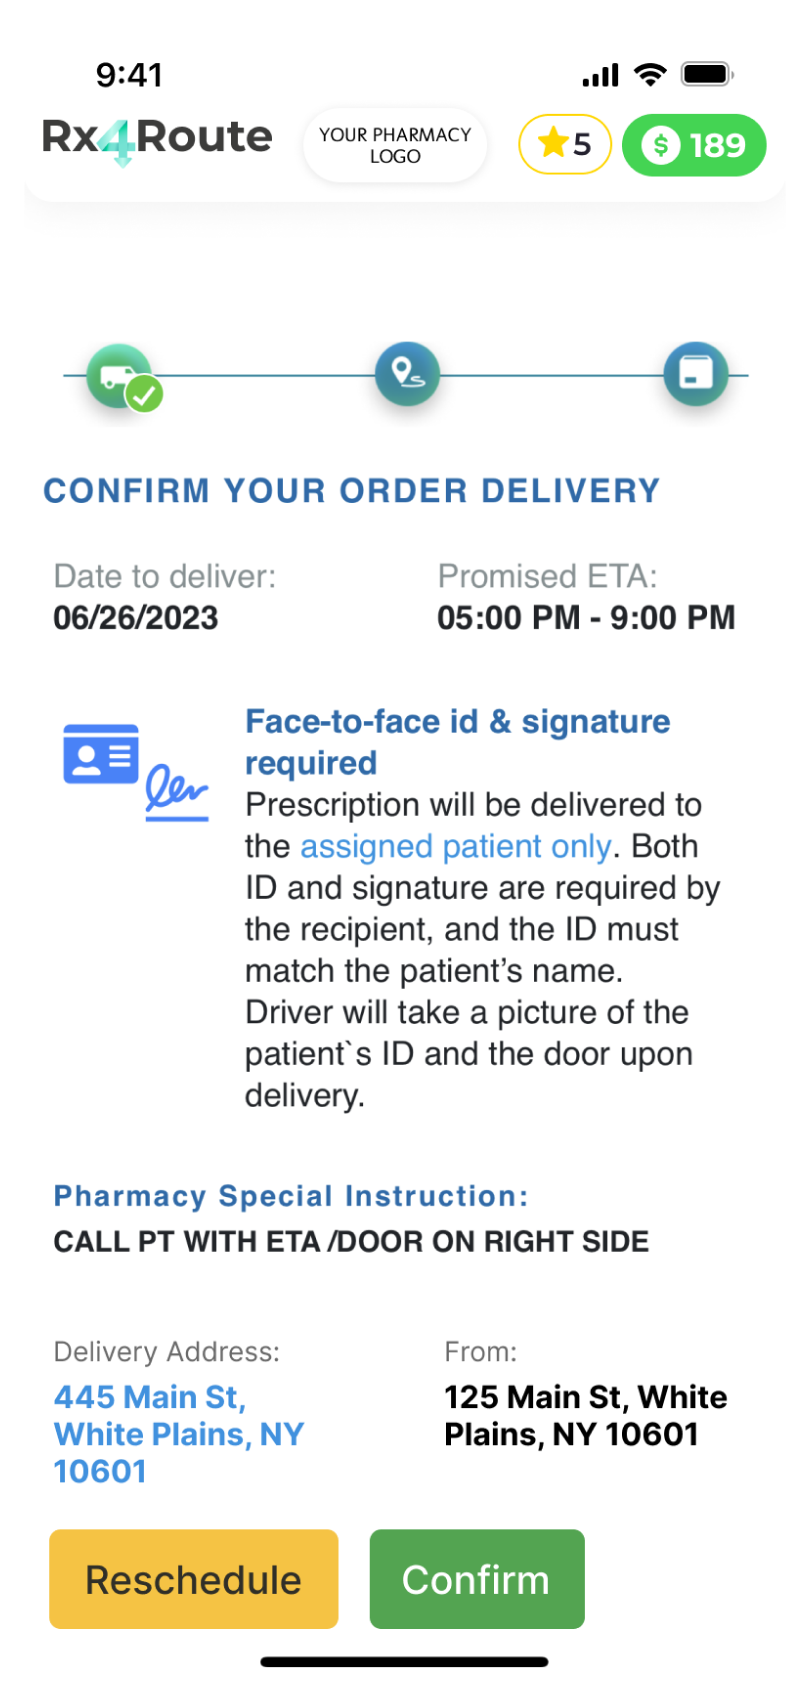 9:41
Rx4Route
YOUR PHARMACY
LOGO
5
$ 189
CONFIRM YOUR ORDER DELIVERY
Date to deliver:
06/26/2023
Promised ETA:
05:00 PM - 9:00 PM
Face-to-face id & signature
required
Prescription will be delivered to
the assigned patient only. Both
ID and signature are required by
the recipient, and the ID must
match the patient’s name.
Driver will take a picture of the
patient`s ID and the door upon
delivery.
Pharmacy Special Instruction:
CALL PT WITH ETA /DOOR ON RIGHT SIDE
Delivery Address:
445 Main St,
White Plains, NY
10601
From:
125 Main St, White
Plains, NY 10601
Reschedule
Confirm